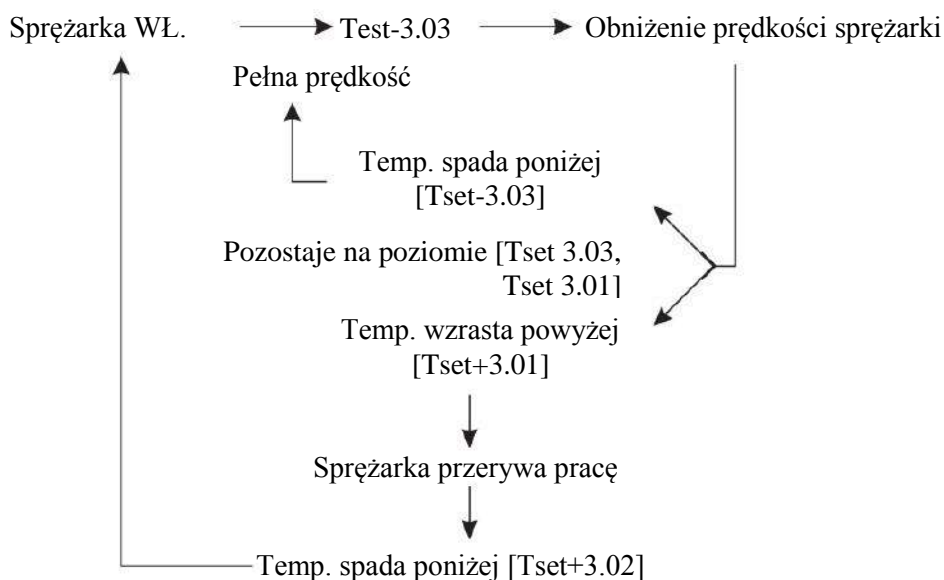 Sprężarka WŁ.
Test-3.03
Obniżenie prędkości sprężarki
Pełna prędkość
Temp. spada poniżej
[Tset-3.03]
Pozostaje na poziomie [Tset 3.03,
Tset 3.01]
Temp. wzrasta powyżej
[Tset+3.01]
Sprężarka przerywa pracę
Temp. spada poniżej [Tset+3.02]